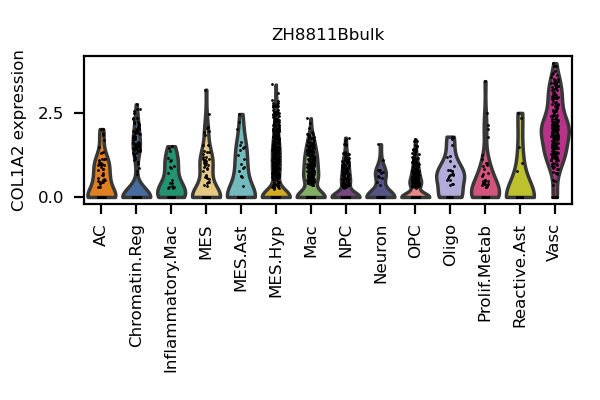 ZH8811Bbulk
COL1A2 expression
2.5
0.0
AC
Chromatin.Reg
Inflammatory.Mac
MES
MES.Ast
MES.Hyp
Mac
NPC
Neuron
OPC
Oligo
Prolif.Metab
Reactive.Ast
Vasc